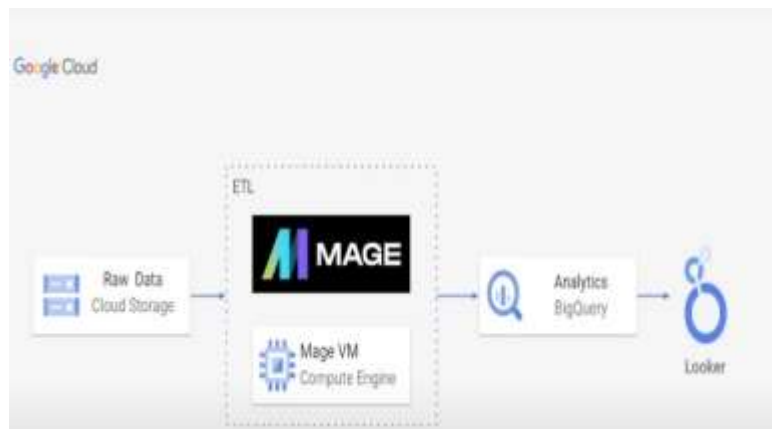 Google Cloud
ETL
MAGE
Raw Data
Cloud Storage
Mage VM
Compute Engine
Analytics
BigQuery
Looker